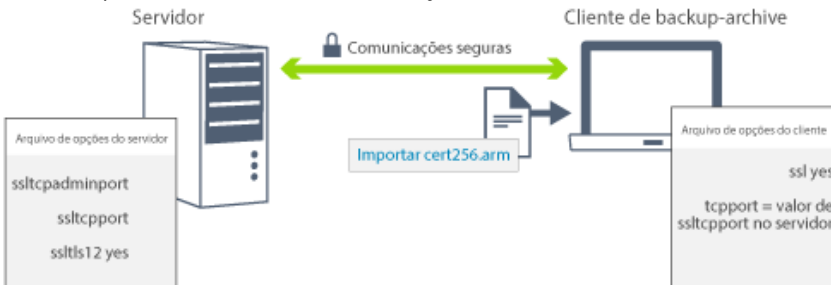 Servidor
Cliente de backup-archive
Comunicações seguras
Importar cert256.arm
Arquivo de opções do servidor
ssltcpadminport
ssltcpport
ssltls12 yes
Arquivo de opções do cliente
ssl yes
tcpport = valor de
ssltcpport no servidor